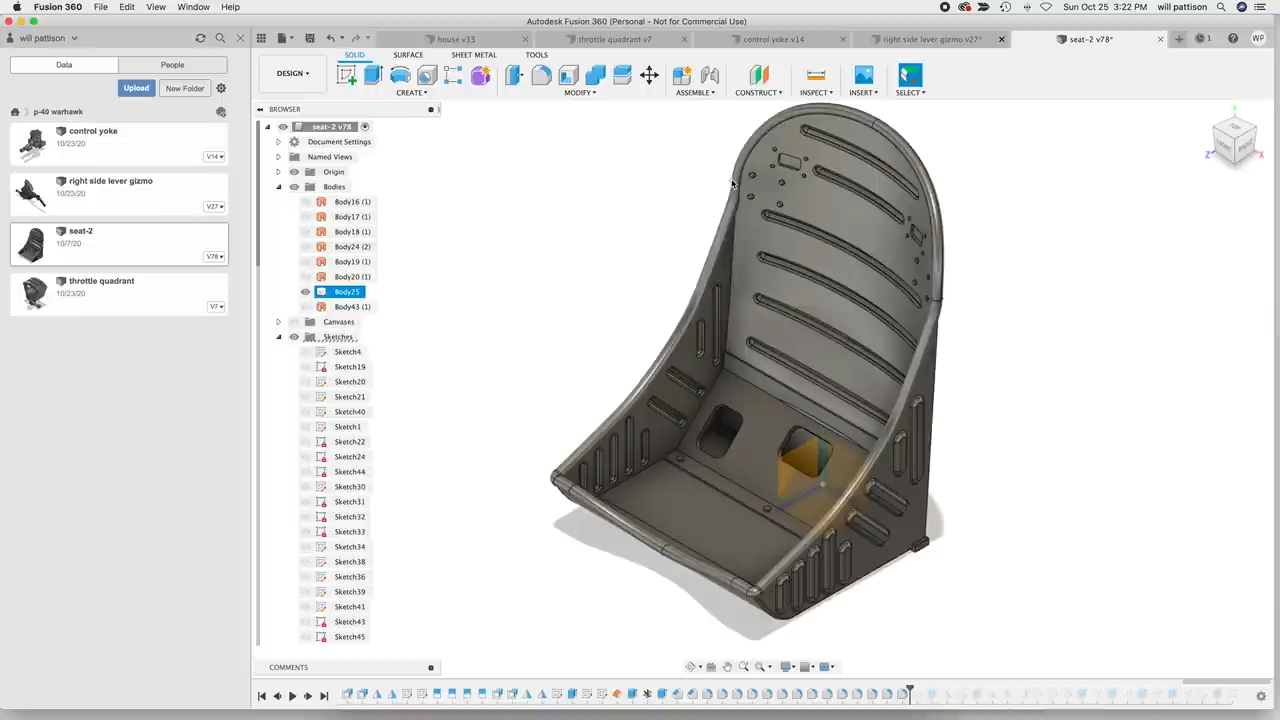 Fusion 360 File Edit View Window Help Sun Oct 25 3:22 PM will pattison
Autodesk Fusion 360 (Personal - Not for Commercial Use)
will pattison house v33 throttle quadrant v7 control yoke v14 right side lever gizmo v27* seat-2 v78* 1 WP
Data People
Upload New Folder
p-40 warhawk
control yoke
10/23/20
V14
right side lever gizmo
10/23/20
V27
seat-2
10/7/20
V78
throttle quadrant
10/23/20
V7
SOLID SURFACE SHEET METAL TOOLS
DESIGN
CREATE MODIFY ASSEMBLE CONSTRUCT INSPECT INSERT SELECT
BROWSER
seat-2 v78
Document Settings
Named Views
Origin
Bodies
Body16 (1)
Body17 (1)
Body18 (1)
Body24 (2)
Body19 (1)
Body20 (1)
Body25
Body43 (1)
Canvases
Sketches
Sketch4
Sketch19
Sketch20
Sketch21
Sketch40
Sketch1
Sketch22
Sketch24
Sketch44
Sketch30
Sketch31
Sketch32
Sketch33
Sketch34
Sketch38
Sketch36
Sketch39
Sketch41
Sketch43
Sketch45
COMMENTS
Z X
FRONT